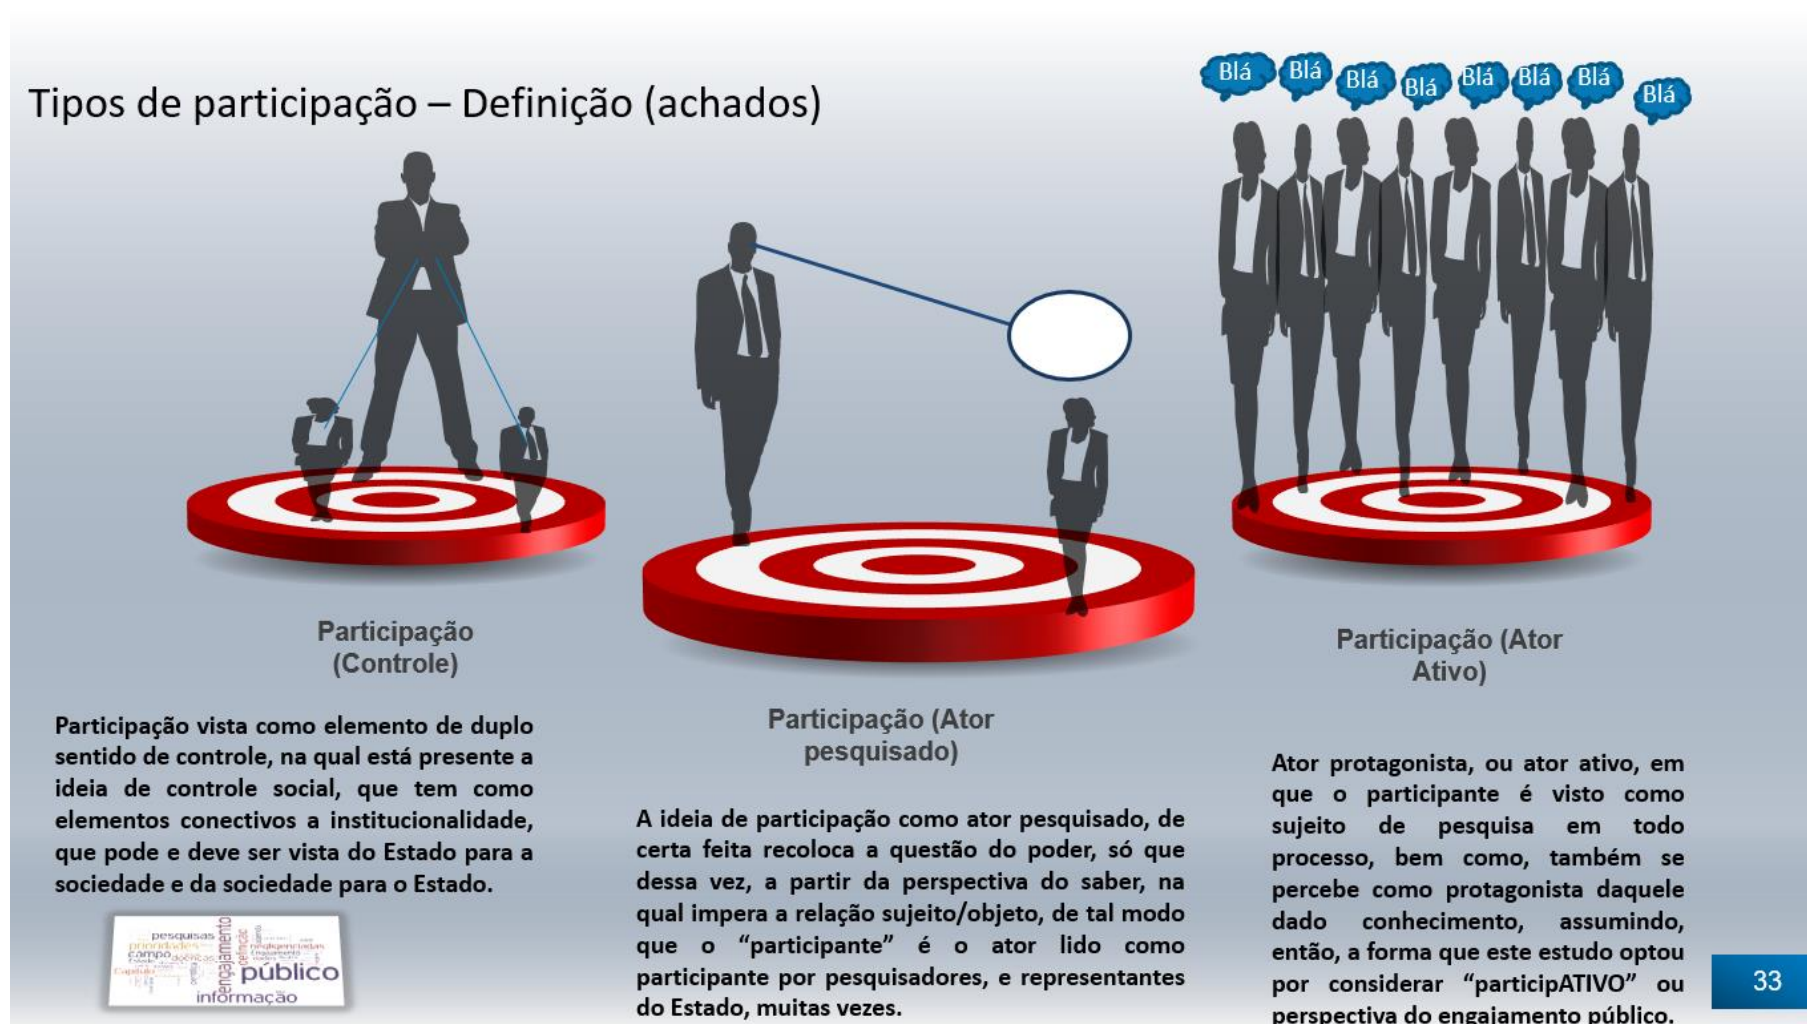 Tipos de participação – Definição (achados)
Blá
Blá
Blá
Blá
Blá
Blá
Blá
Blá
Participação
(Controle)
Participação vista como elemento de duplo
sentido de controle, na qual está presente a
ideia de controle social, que tem como
elementos conectivos a institucionalidade,
que pode e deve ser vista do Estado para a
sociedade e da sociedade para o Estado.
Participação (Ator
pesquisado)
A ideia de participação como ator pesquisado, de
certa feita recoloca a questão do poder, só que
dessa vez, a partir da perspectiva do saber, na
qual impera a relação sujeito/objeto, de tal modo
que o “participante” é o ator lido como
participante por pesquisadores, e representantes
do Estado, muitas vezes.
Participação (Ator
Ativo)
Ator protagonista, ou ator ativo, em
que o participante é visto como
sujeito de pesquisa em todo
processo, bem como, também se
percebe como protagonista daquele
dado conhecimento, assumindo,
então, a forma que este estudo optou
por considerar “participATIVO” ou
perspectiva do engajamento público.
pesquisas
prioridades
campo
doenças
engajamento
definição
negligenciadas
público
informação
33